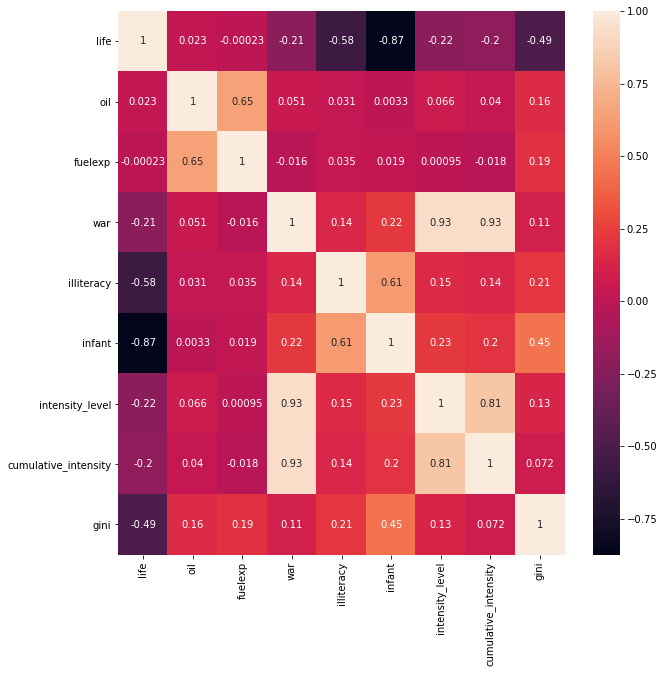 life 1 0.023 -0.00023 -0.21 -0.58 -0.87 -0.22 -0.2 -0.49
oil 0.023 1 0.65 0.051 0.031 0.0033 0.066 0.04 0.16
fuelexp -0.00023 0.65 1 -0.016 0.035 0.019 0.00095 -0.018 0.19
war -0.21 0.051 -0.016 1 0.14 0.22 0.93 0.93 0.11
illiteracy -0.58 0.031 0.035 0.14 1 0.61 0.15 0.14 0.21
infant -0.87 0.0033 0.019 0.22 0.61 1 0.23 0.2 0.45
intensity_level -0.22 0.066 0.00095 0.93 0.15 0.23 1 0.81 0.13
cumulative_intensity -0.2 0.04 -0.018 0.93 0.14 0.2 0.81 1 0.072
gini -0.49 0.16 0.19 0.11 0.21 0.45 0.13 0.072 1
life
oil
fuelexp
war
illiteracy
infant
intensity_level
cumulative_intensity
gini
1.00
0.75
0.50
0.25
0.00
-0.25
-0.50
-0.75